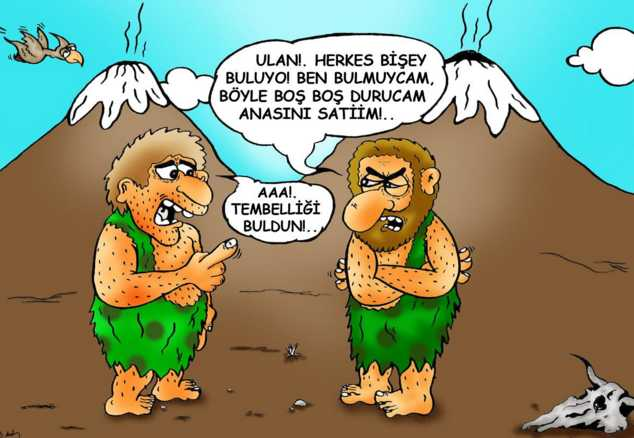 ULAN!. HERKES BİŞEY
BULUYO! BEN BULMUYCAM,
BÖYLE BOŞ BOŞ DURUCAM
ANASINI SATİİM!..
AAA!.
TEMBELLİĞİ
BULDUN!..